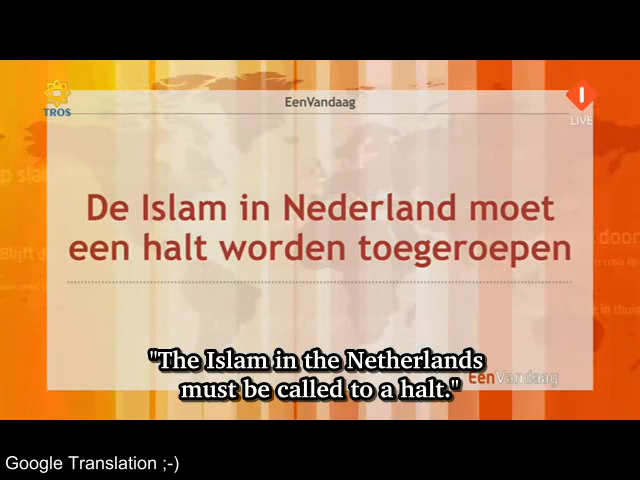 EenVandaag
TROS
1
LIVE
De Islam in Nederland moet
een halt worden toegeroepen
"The Islam in the Netherlands
must be called to a halt."
EenVandaag
Google Translation ;-)